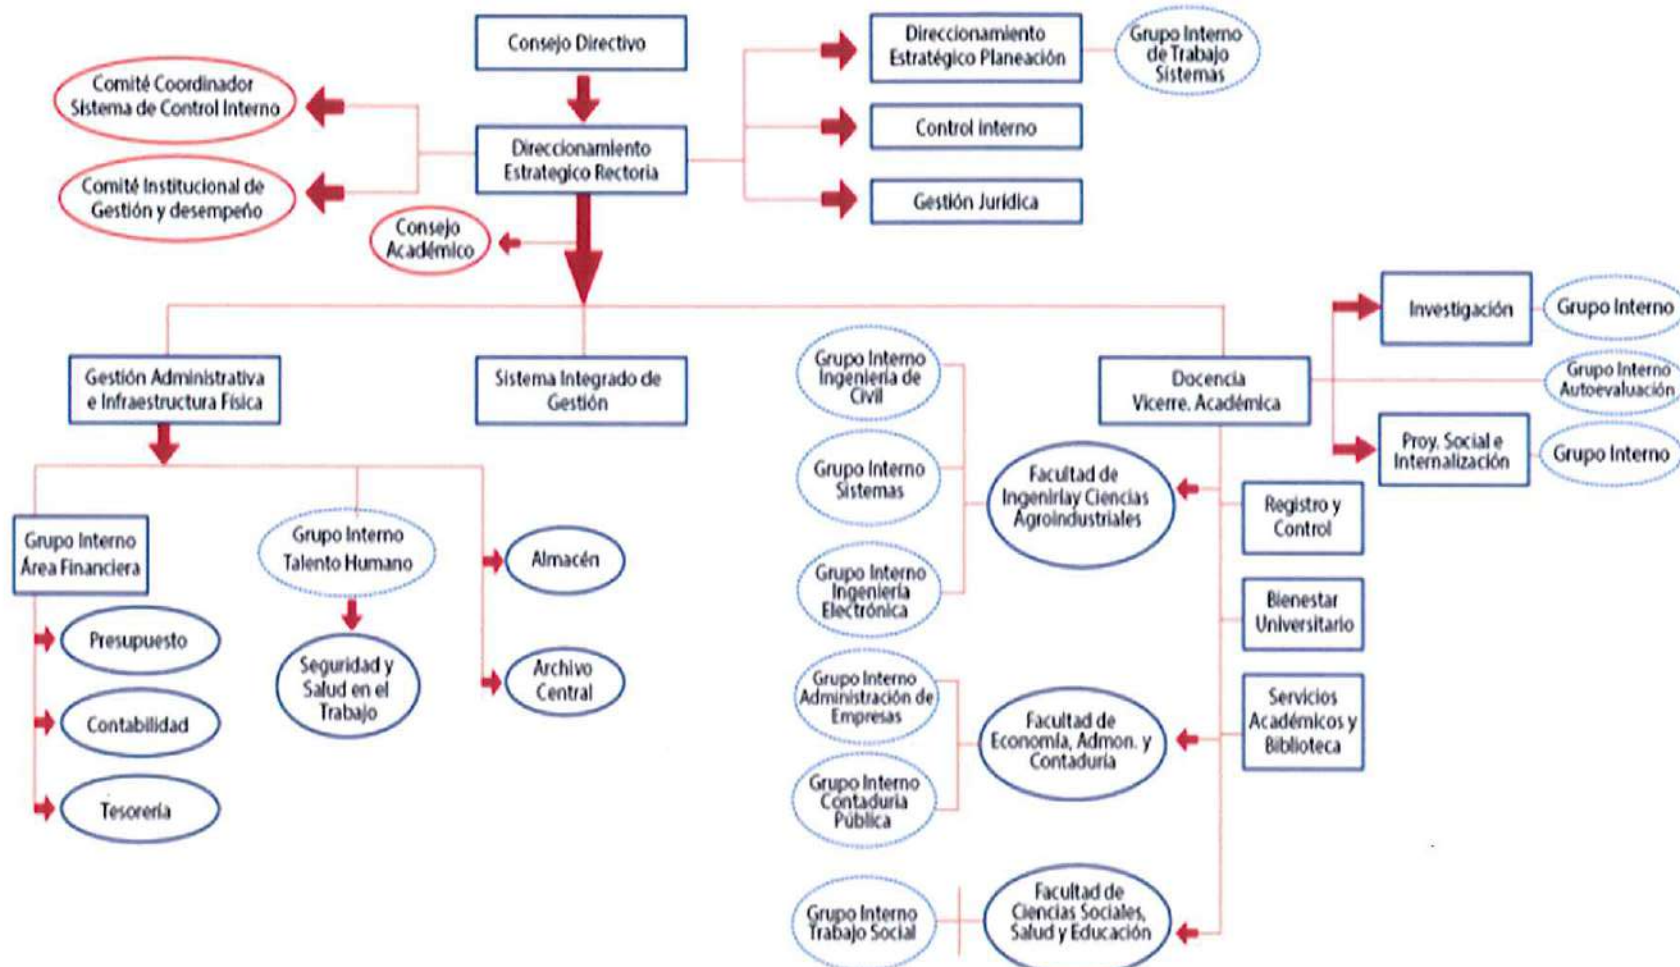 Consejo Directivo
Direccionamiento
Estratégico Planeación
Grupo Interno
de Trabajo
Sistemas
Comité Coordinador
Sistema de Control Interno
Control interno
Direccionamiento
Estrategico Rectoria
Comité Institucional de
Gestión y desempeño
Gestión Jurídica
Consejo
Académico
Investigación
Grupo Interno
Grupo Interno
Autoevaluación
Proy. Social e
Internalización
Grupo Interno
Gestión Administrativa
e Infraestructura Física
Sistema Integrado de
Gestión
Docencia
Vicerre. Académica
Grupo Interno
Ingeniería de
Civil
Grupo Interno
Sistemas
Grupo Interno
Ingeniería
Electrónica
Facultad de
Ingenirlay Ciencias
Agroindustriales
Registro y
Control
Bienestar
Universitario
Servicios
Académicos y
Biblioteca
Grupo Interno
Área Financiera
Grupo Interno
Talento Humano
Almacén
Presupuesto
Seguridad y
Salud en el
Trabajo
Archivo
Central
Contabilidad
Tesorería
Grupo Interno
Administración de
Empresas
Facultad de
Economía, Admon. y
Contaduría
Grupo Interno
Contaduría
Pública
Grupo Interno
Trabajo Social
Facultad de
Ciencias Sociales,
Salud y Educación